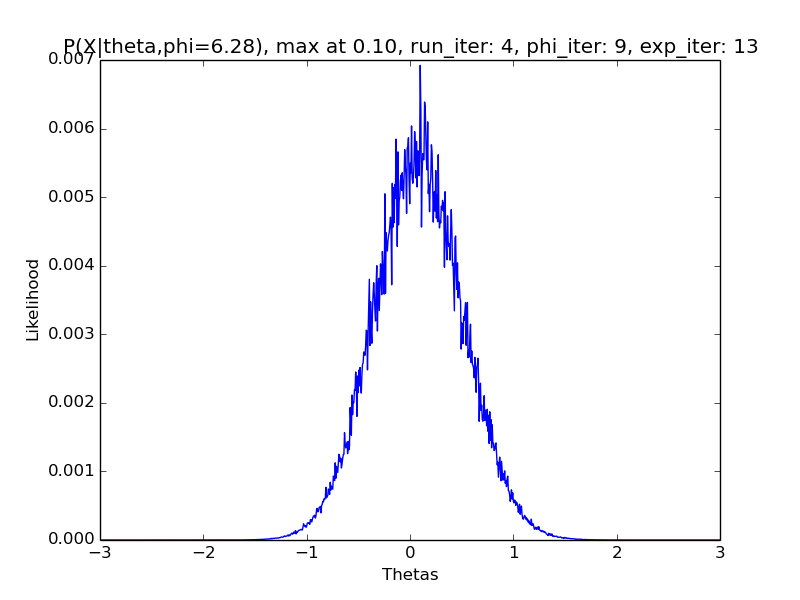 P(X|theta,phi=6.28), max at 0.10, run_iter: 4, phi_iter: 9, exp_iter: 13
0.007
0.006
0.005
0.004
0.003
0.002
0.001
0.000
Likelihood
−3 −2 −1 0 1 2 3
Thetas